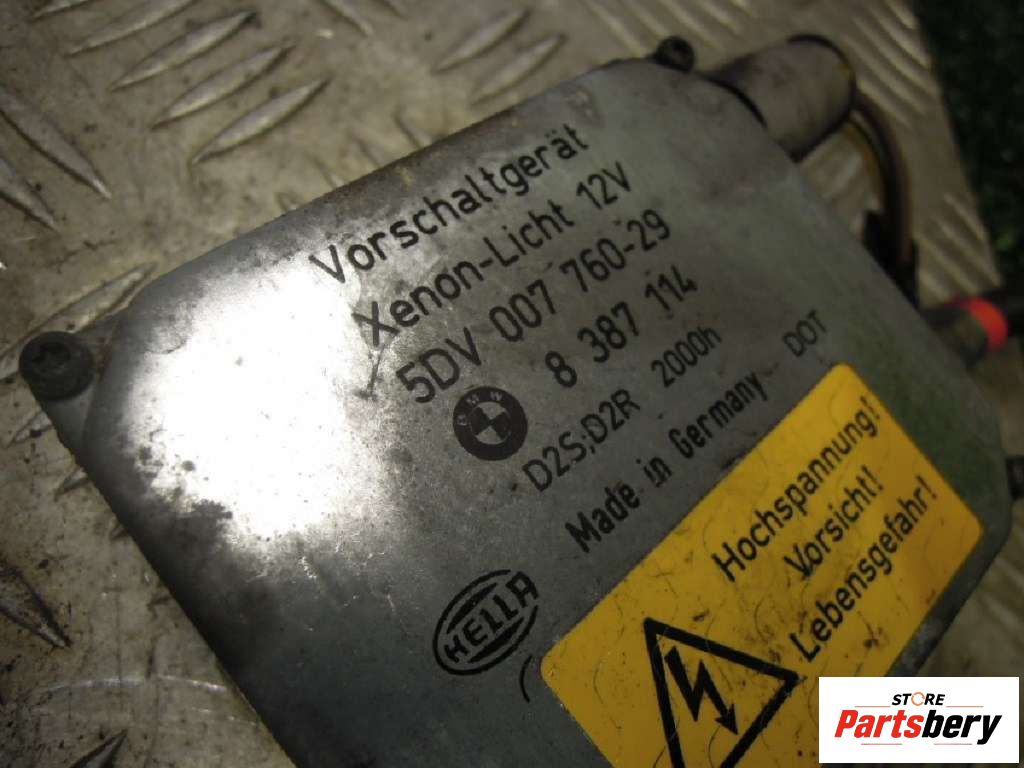 Vorschaltgerät
Xenon-Licht 12V
5DV 007 760-29
BMW
8 387 114
D2S;D2R 2000h
Made in Germany DOT
HELLA
Hochspannung!
Vorsicht!
Lebensgefahr!
STORE
Partsbery